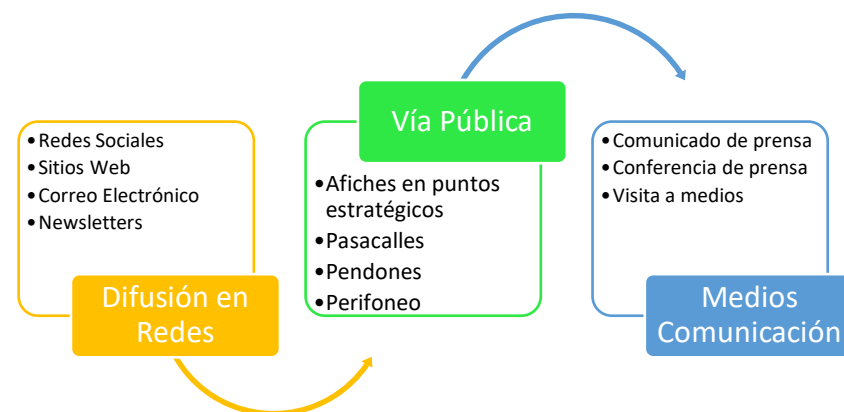 •Redes Sociales
•Sitios Web
•Correo Electrónico
•Newsletters
Difusión en
Redes
Vía Pública
•Afiches en puntos
estratégicos
•Pasacalles
•Pendones
•Perifoneo
•Comunicado de prensa
•Conferencia de prensa
•Visita a medios
Medios
Comunicación